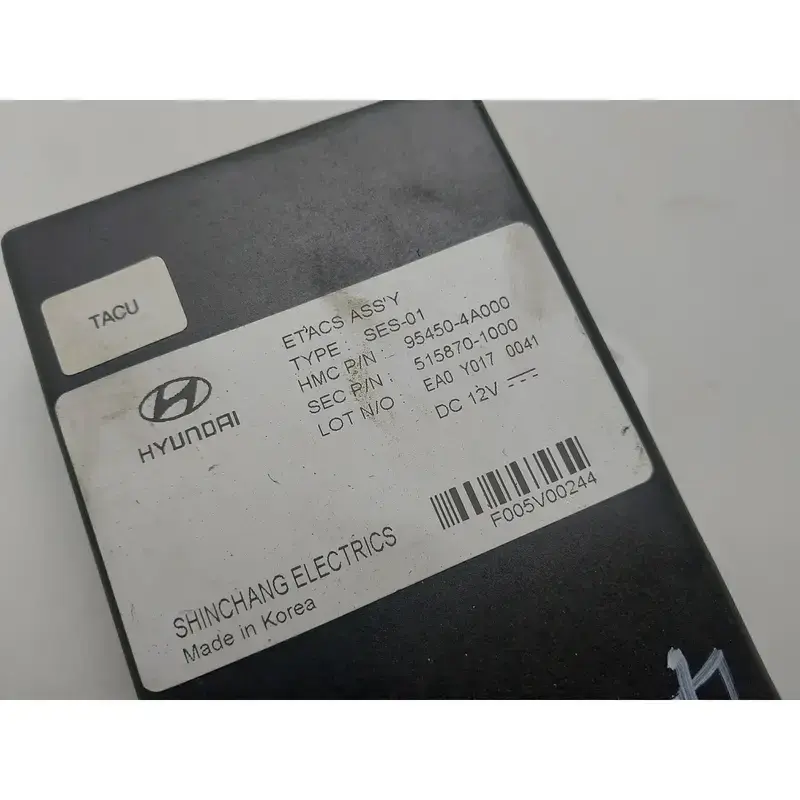 TACU
HYUNDAI
ETACS ASS'Y
TYPE : SES-01
HMC P/N : 95450-4A000
SEC P/N : 515870-1000
LOT N/O : EA0 Y017 0041
DC 12V
F005V00244
SHINCHANG ELECTRICS
Made in Korea